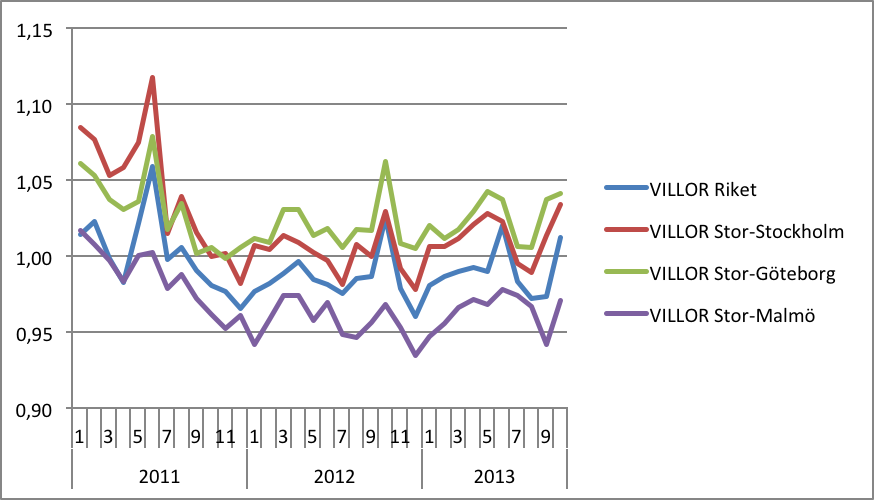 1,15
1,10
1,05
1,00
0,95
0,90
1 3 5 7 9 11 1 3 5 7 9 11 1 3 5 7 9
2011 2012 2013
VILLOR Riket
VILLOR Stor-Stockholm
VILLOR Stor-Göteborg
VILLOR Stor-Malmö